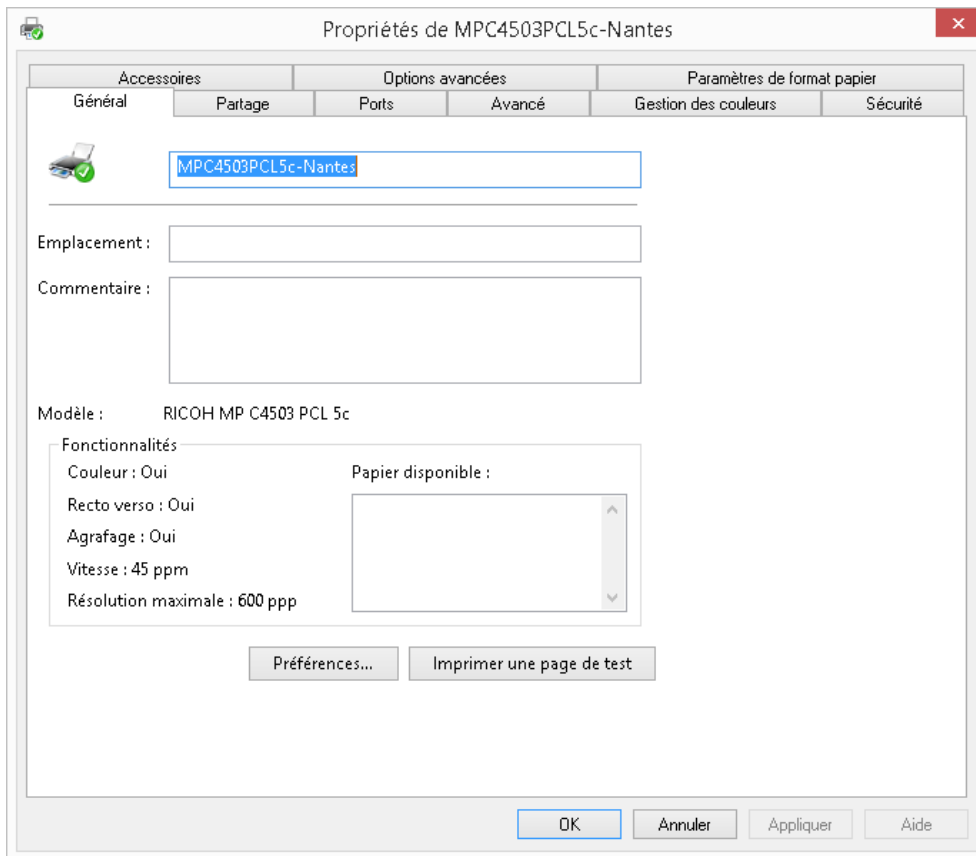 Propriétés de MPC4503PCL5c-Nantes
Accessoires Options avancées Paramètres de format papier
Général Partage Ports Avancé Gestion des couleurs Sécurité
MPC4503PCL5c-Nantes
Emplacement :
Commentaire :
Modèle : RICOH MP C4503 PCL 5c
Fonctionnalités
Couleur : Oui Papier disponible :
Recto verso : Oui
Agrafage : Oui
Vitesse : 45 ppm
Résolution maximale : 600 ppp
Préférences... Imprimer une page de test
OK Annuler Appliquer Aide